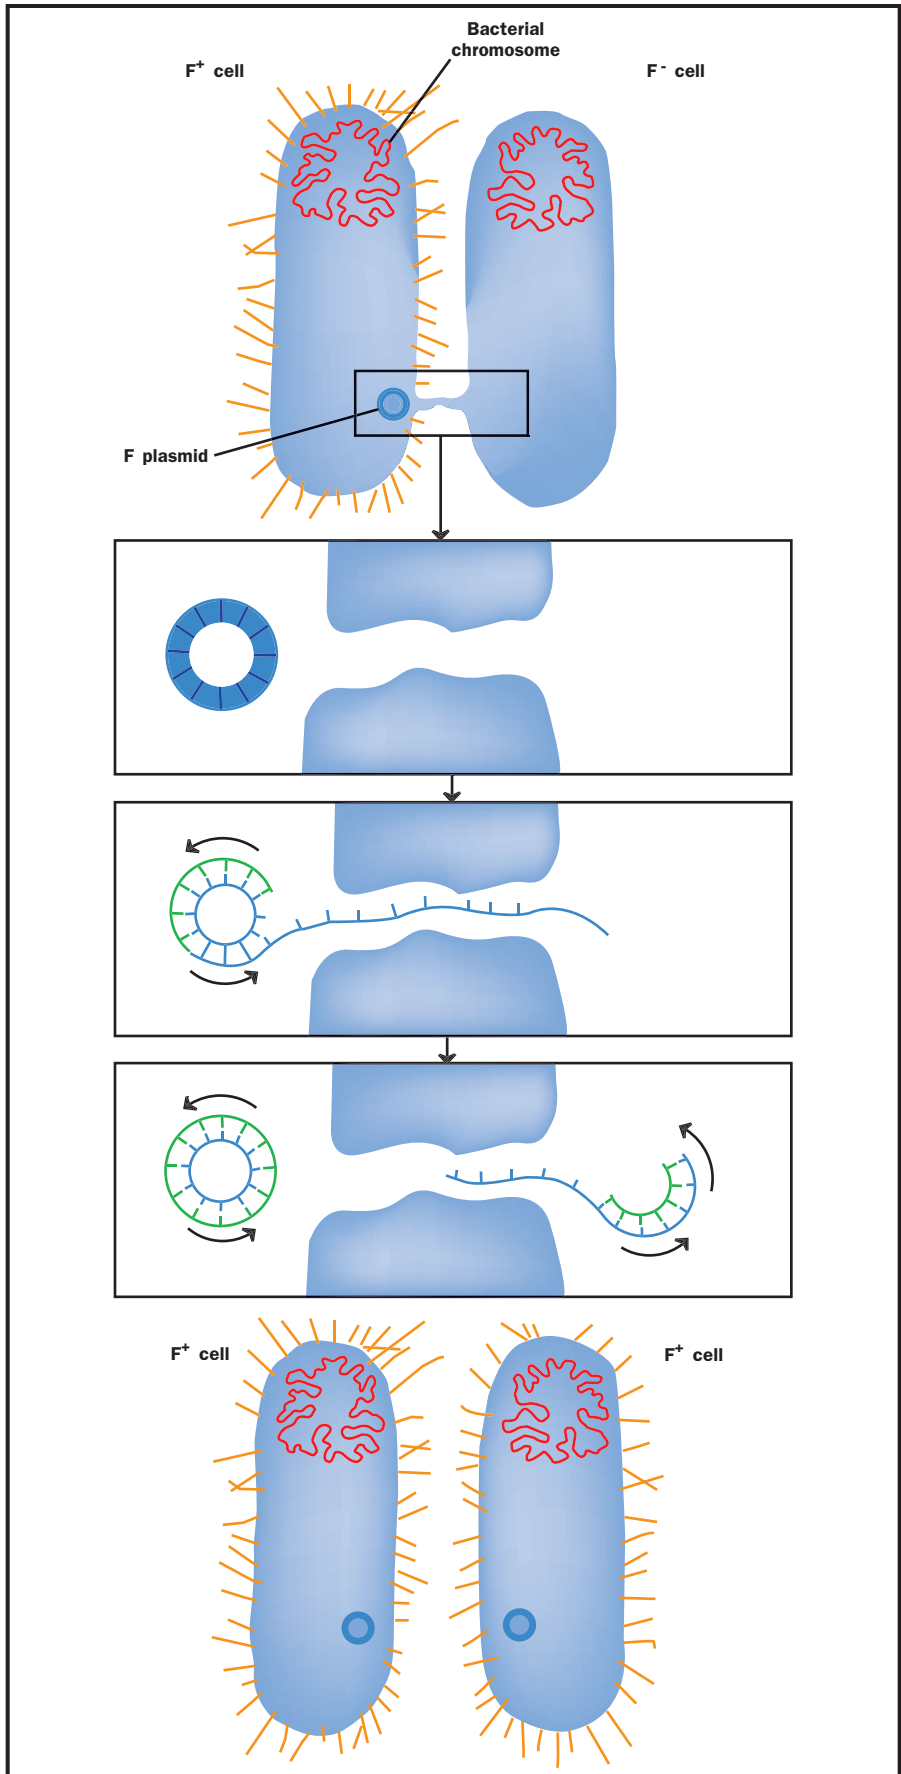 Bacterial
chromosome
F⁺ cell
F⁻ cell
F plasmid
F⁺ cell
F⁺ cell